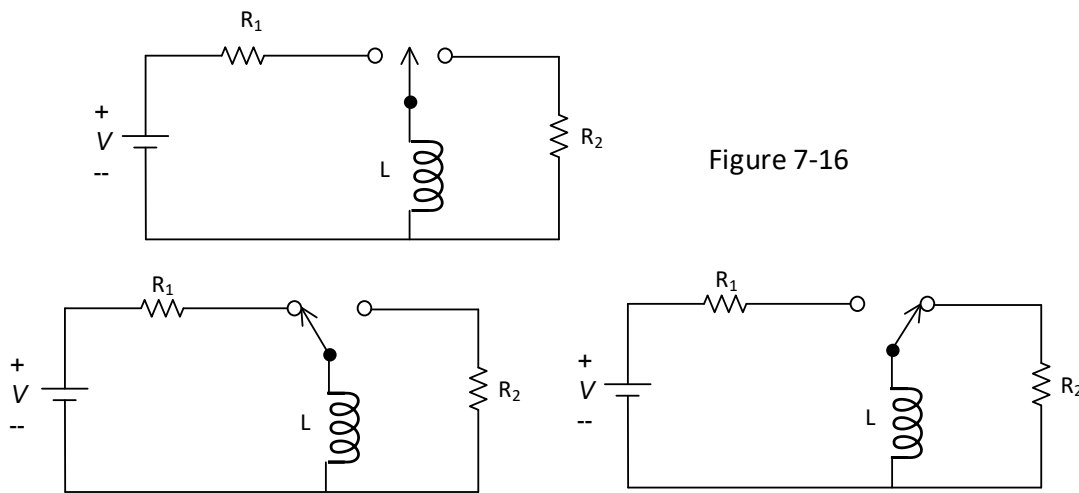 R₁
+
V
--
L
R₂
Figure 7-16
R₁
+
V
--
L
R₂
R₁
+
V
--
L
R₂